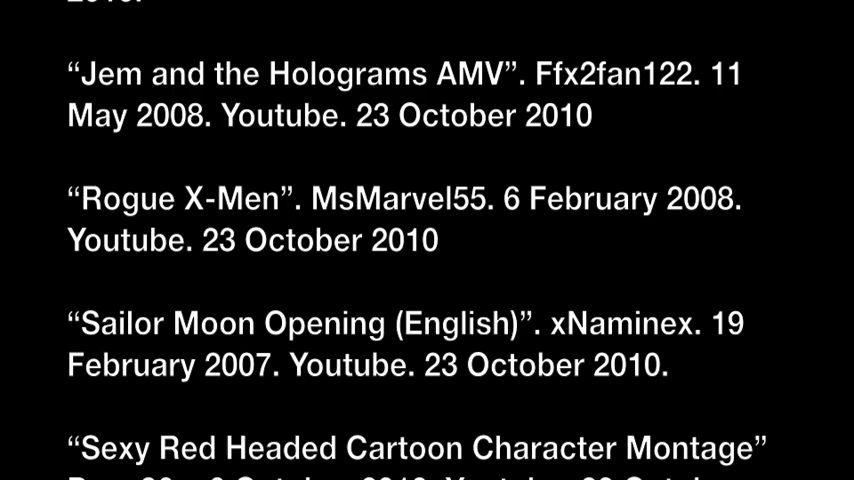 “Jem and the Holograms AMV”. Ffx2fan122. 11
May 2008. Youtube. 23 October 2010
“Rogue X-Men”. MsMarvel55. 6 February 2008.
Youtube. 23 October 2010
“Sailor Moon Opening (English)”. xNaminex. 19
February 2007. Youtube. 23 October 2010.
“Sexy Red Headed Cartoon Character Montage”